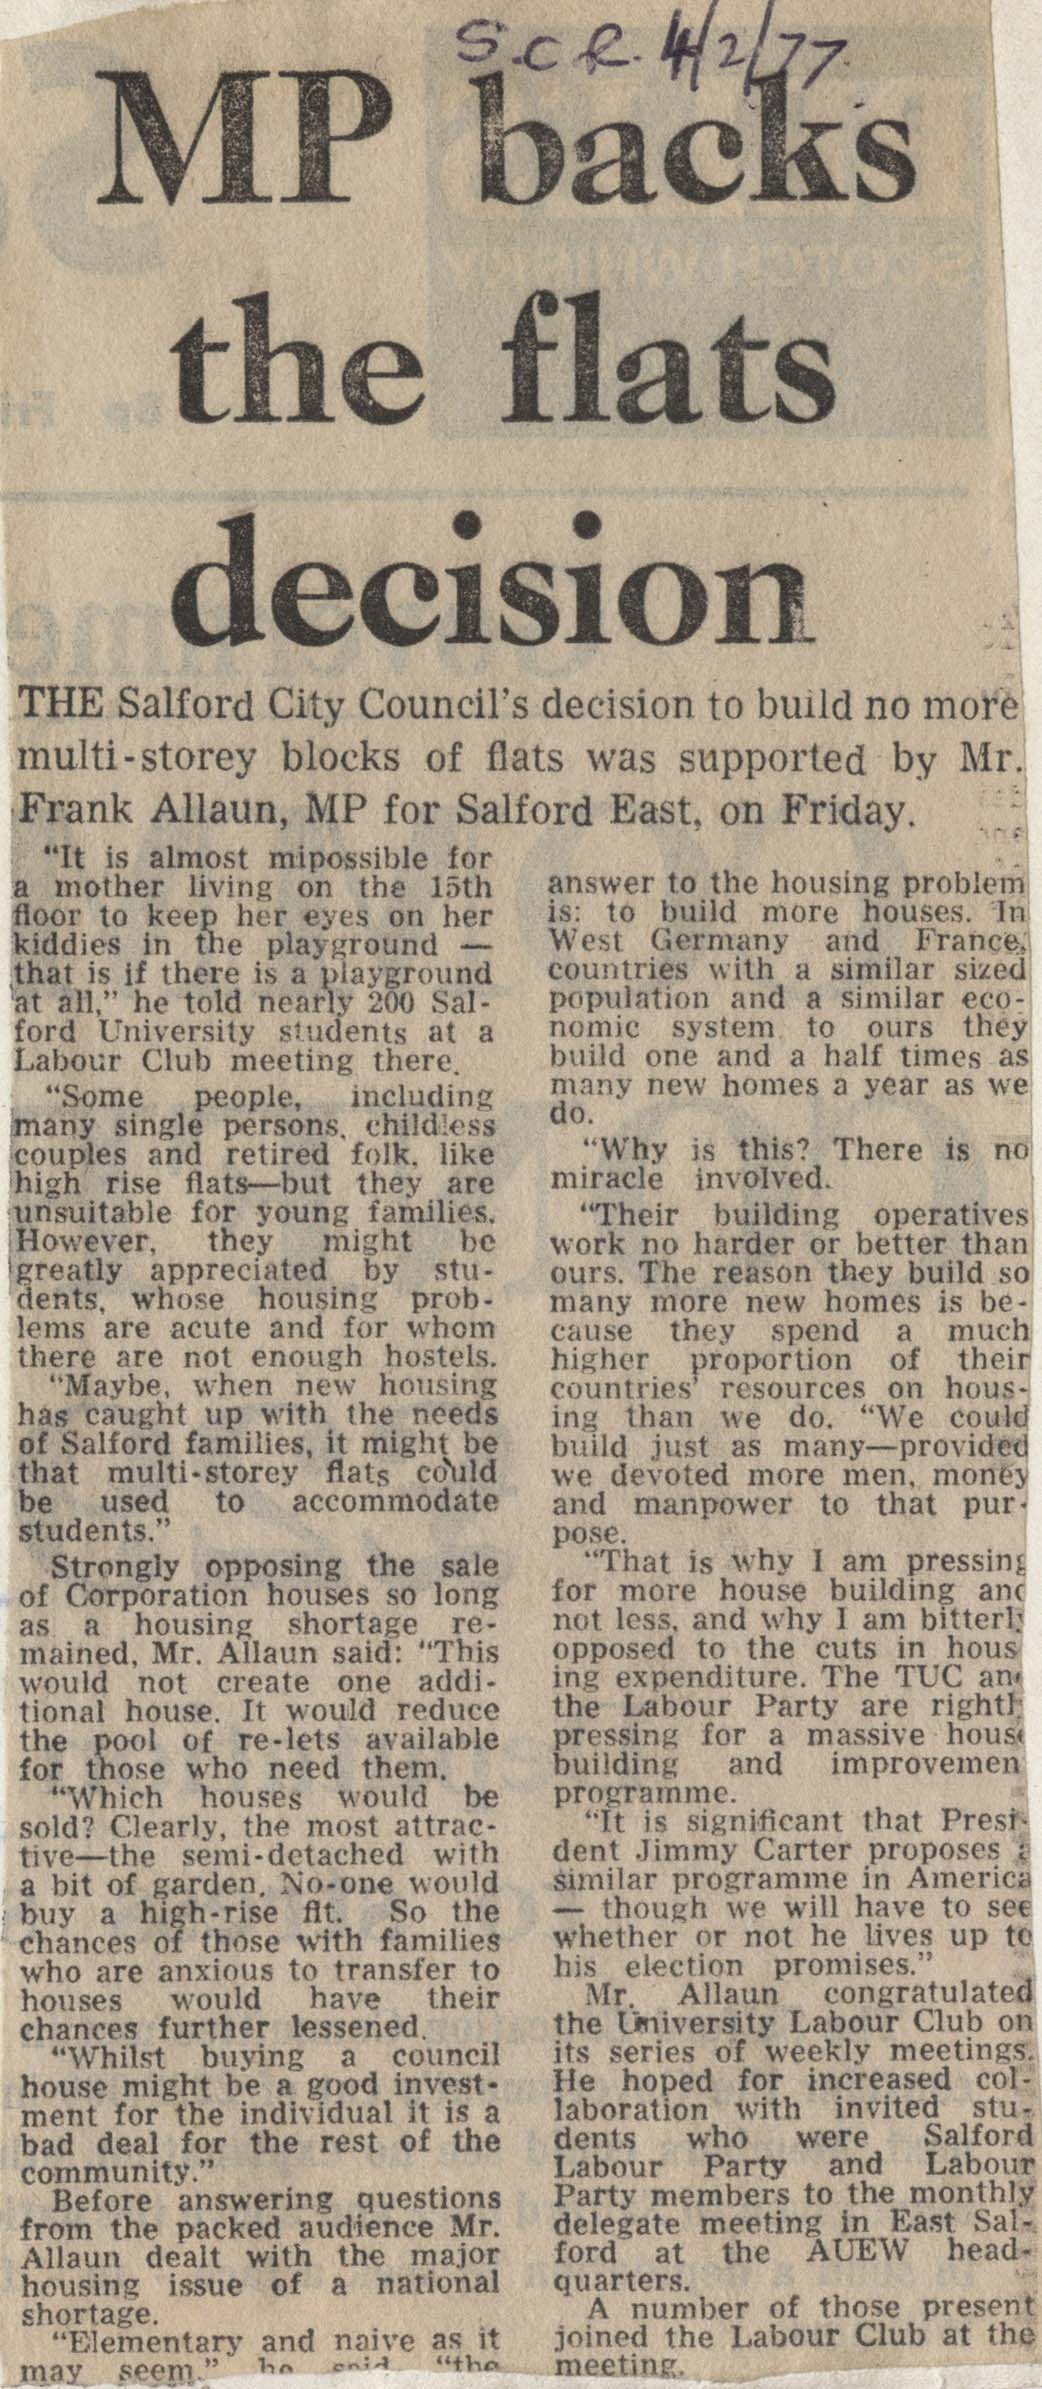 S.C.R. 4/2/77.
MP backs
the flats
decision
THE Salford City Council's decision to build no more
multi-storey blocks of flats was supported by Mr.
Frank Allaun, MP for Salford East, on Friday.
"It is almost mipossible for
a mother living on the 15th
floor to keep her eyes on her
kiddies in the playground —
that is if there is a playground
at all," he told nearly 200 Sal-
ford University students at a
Labour Club meeting there.
"Some people, including
many single persons, childless
couples and retired folk, like
high rise flats—but they are
unsuitable for young families.
However, they might be
greatly appreciated by stu-
dents, whose housing prob-
lems are acute and for whom
there are not enough hostels.
"Maybe, when new housing
has caught up with the needs
of Salford families, it might be
that multi-storey flats could
be used to accommodate
students."
Strongly opposing the sale
of Corporation houses so long
as a housing shortage re-
mained, Mr. Allaun said: "This
would not create one addi-
tional house. It would reduce
the pool of re-lets available
for those who need them.
"Which houses would be
sold? Clearly, the most attrac-
tive—the semi-detached with
a bit of garden. No-one would
buy a high-rise flt. So the
chances of those with families
who are anxious to transfer to
houses would have their
chances further lessened.
"Whilst buying a council
house might be a good invest-
ment for the individual it is a
bad deal for the rest of the
community."
Before answering questions
from the packed audience Mr.
Allaun dealt with the major
housing issue of a national
shortage.
"Elementary and naive as it
may seem," he said, "the
answer to the housing problem
is: to build more houses. In
West Germany and France,
countries with a similar sized
population and a similar eco-
nomic system to ours they
build one and a half times as
many new homes a year as we
do.
"Why is this? There is no
miracle involved.
"Their building operatives
work no harder or better than
ours. The reason they build so
many more new homes is be-
cause they spend a much
higher proportion of their
countries' resources on hous-
ing than we do. "We could
build just as many—provided
we devoted more men, money
and manpower to that pur-
pose.
"That is why I am pressing
for more house building and
not less, and why I am bitterly
opposed to the cuts in hous
ing expenditure. The TUC an
the Labour Party are rightl
pressing for a massive house
building and improvemen
programme.
"It is significant that Presi-
dent Jimmy Carter proposes a
similar programme in America
— though we will have to see
whether or not he lives up to
his election promises."
Mr. Allaun congratulated
the University Labour Club on
its series of weekly meetings.
He hoped for increased col-
laboration with invited stu-
dents who were Salford
Labour Party and Labour
Party members to the monthly
delegate meeting in East Sal-
ford at the AUEW head-
quarters.
A number of those present
joined the Labour Club at the
meeting.